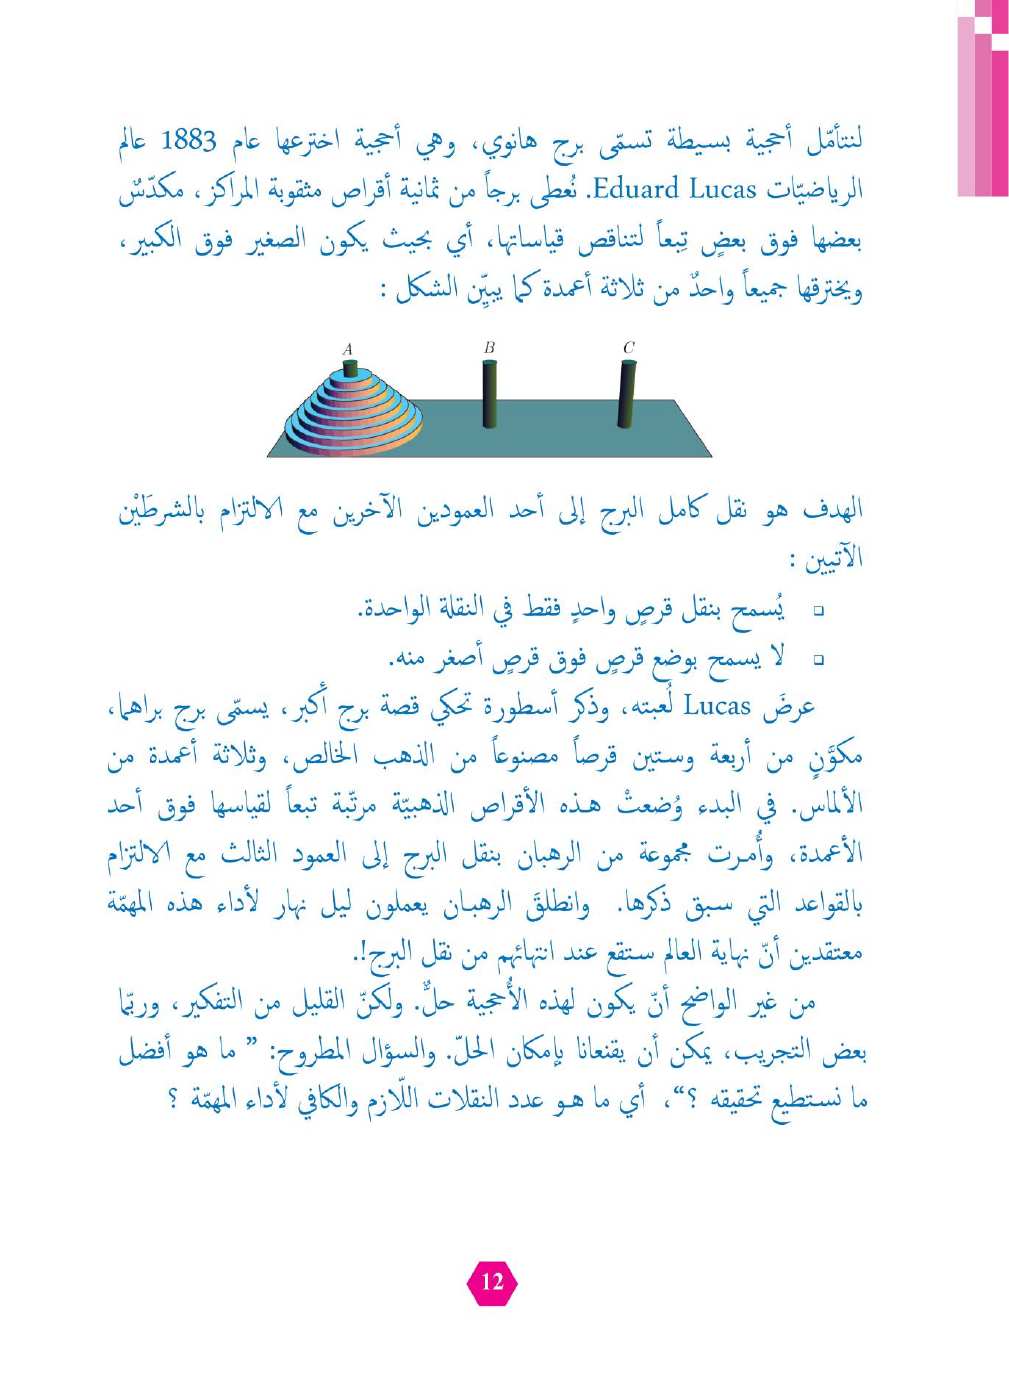 لنتأمّل أحجية بسيطة تسمّى برج هانوي، وهي أحجية اخترعها عام 1883 عالم
الرياضيّات Eduard Lucas. نُعطى برجاً من ثمانية أقراص مثقوبة المراكز، مكدّسٌ
بعضها فوق بعضٍ تِبعاً لتناقص قياساتها، أي بحيث يكون الصغير فوق الكبير،
ويخترقها جميعاً واحدٌ من ثلاثة أعمدة كما يبيّن الشكل :
A B C
الهدف هو نقل كامل البرج إلى أحد العمودين الآخرين مع الالتزام بالشرطَيْن
الآتيين :
❑ يُسمح بنقل قرصٍ واحدٍ فقط في النقلة الواحدة.
❑ لا يسمح بوضع قرصٍ فوق قرصٍ أصغر منه.
عرضَ Lucas لُعبته، وذكر أسطورة تحكي قصة برج أكبر، يسمّى برج براهما،
مكوَّنٍ من أربعة وستين قرصاً مصنوعاً من الذهب الخالص، وثلاثة أعمدة من
الألماس. في البدء وُضعتْ هذه الأقراص الذهبيّة مرتّبة تبعاً لقياسها فوق أحد
الأعمدة، وأُمرت مجموعة من الرهبان بنقل البرج إلى العمود الثالث مع الالتزام
بالقواعد التي سبق ذكرها. وانطلقَ الرهبان يعملون ليل نهار لأداء هذه المهمّة
معتقدين أنّ نهاية العالم ستقع عند انتهائهم من نقل البرج!.
من غير الواضح أنّ يكون لهذه الأُحجية حلٌّ. ولكنّ القليل من التفكير، وربمّا
بعض التجريب، يمكن أن يقنعانا بإمكان الحلّ. والسؤال المطروح: ” ما هو أفضل
ما نستطيع تحقيقه ؟“، أي ما هو عدد النقلات اللّازم والكافي لأداء المهمّة ؟
12